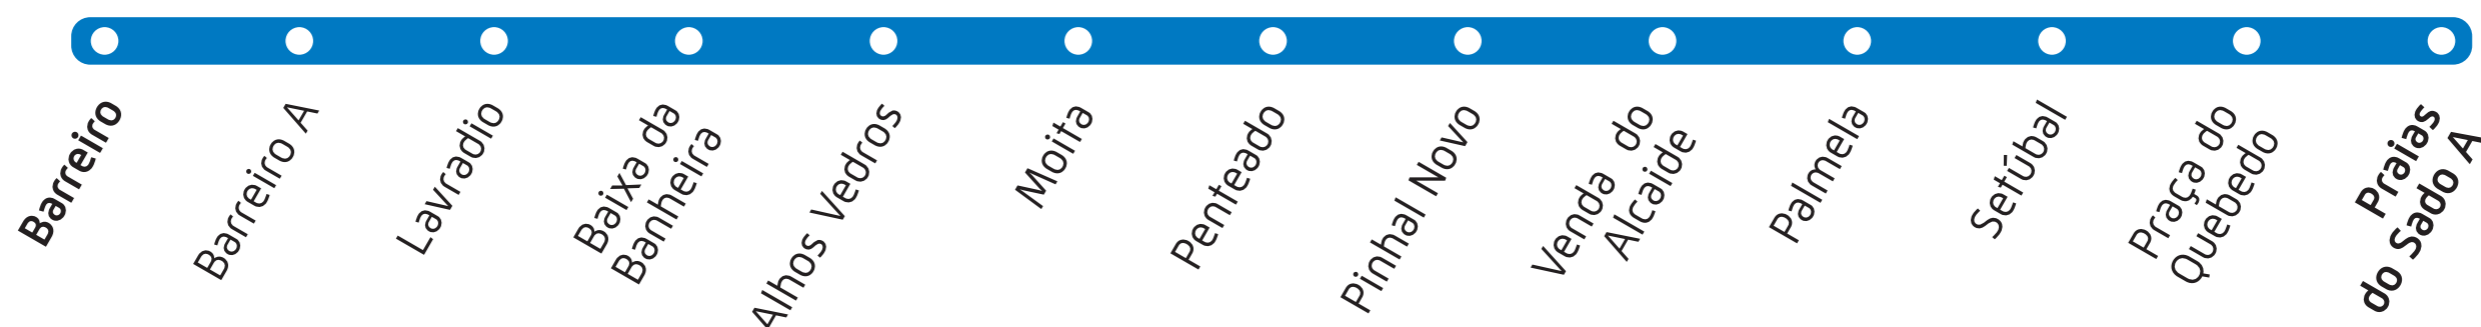 Barreiro
Barreiro A
Lavradio
Baixa da
Banheira
Alhos Vedros
Moita
Penteado
Pinhal Novo
Venda do
Alcaide
Palmela
Setúbal
Praça do
Quebedo
Praias
do Sado A